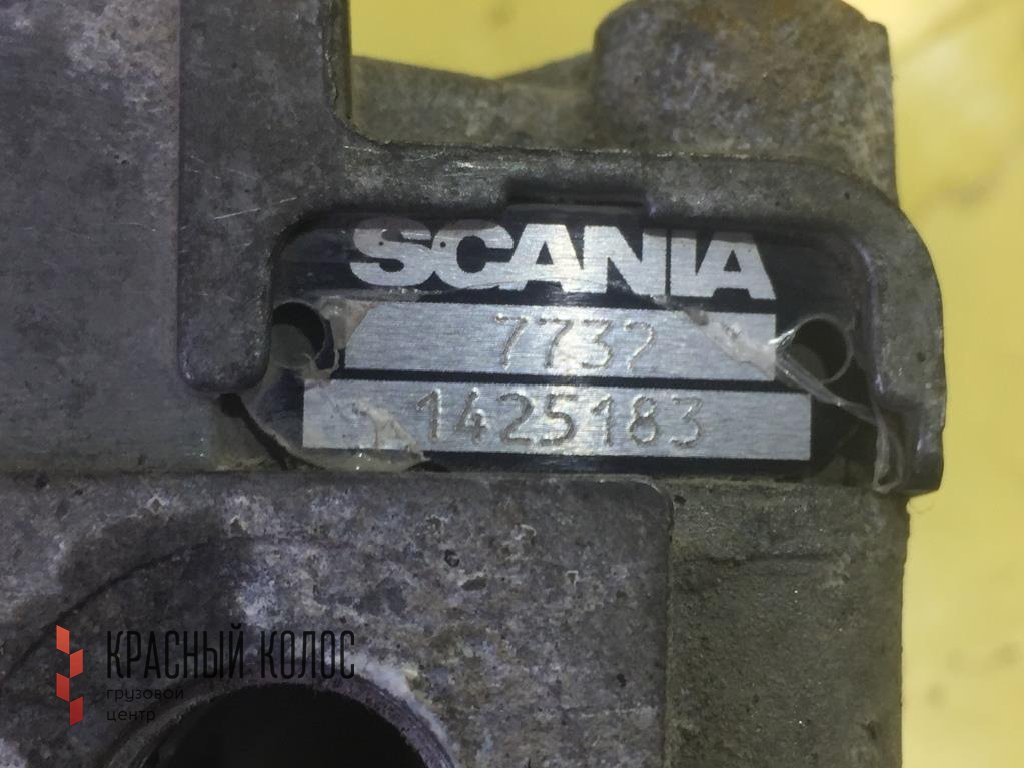 SCANIA
7732
1425183
КРАСНЫЙ КОЛОС
грузовой
центр